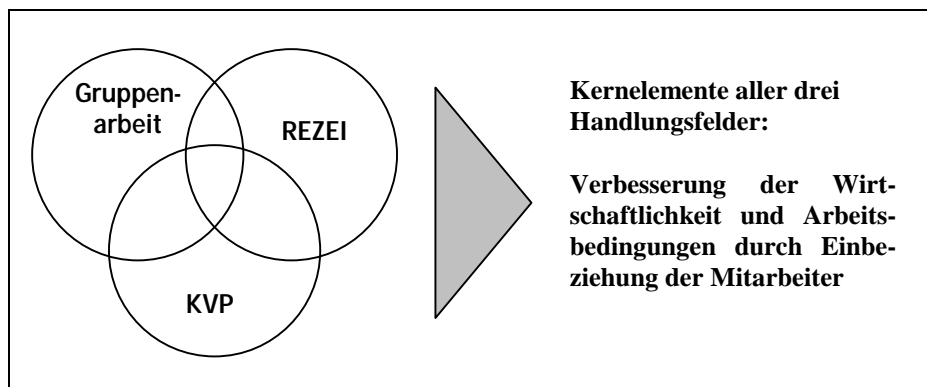 Gruppen-
arbeit
REZEI
KVP
Kernelemente aller drei
Handlungsfelder:
Verbesserung der Wirt-
schaftlichkeit und Arbeits-
bedingungen durch Einbe-
ziehung der Mitarbeiter